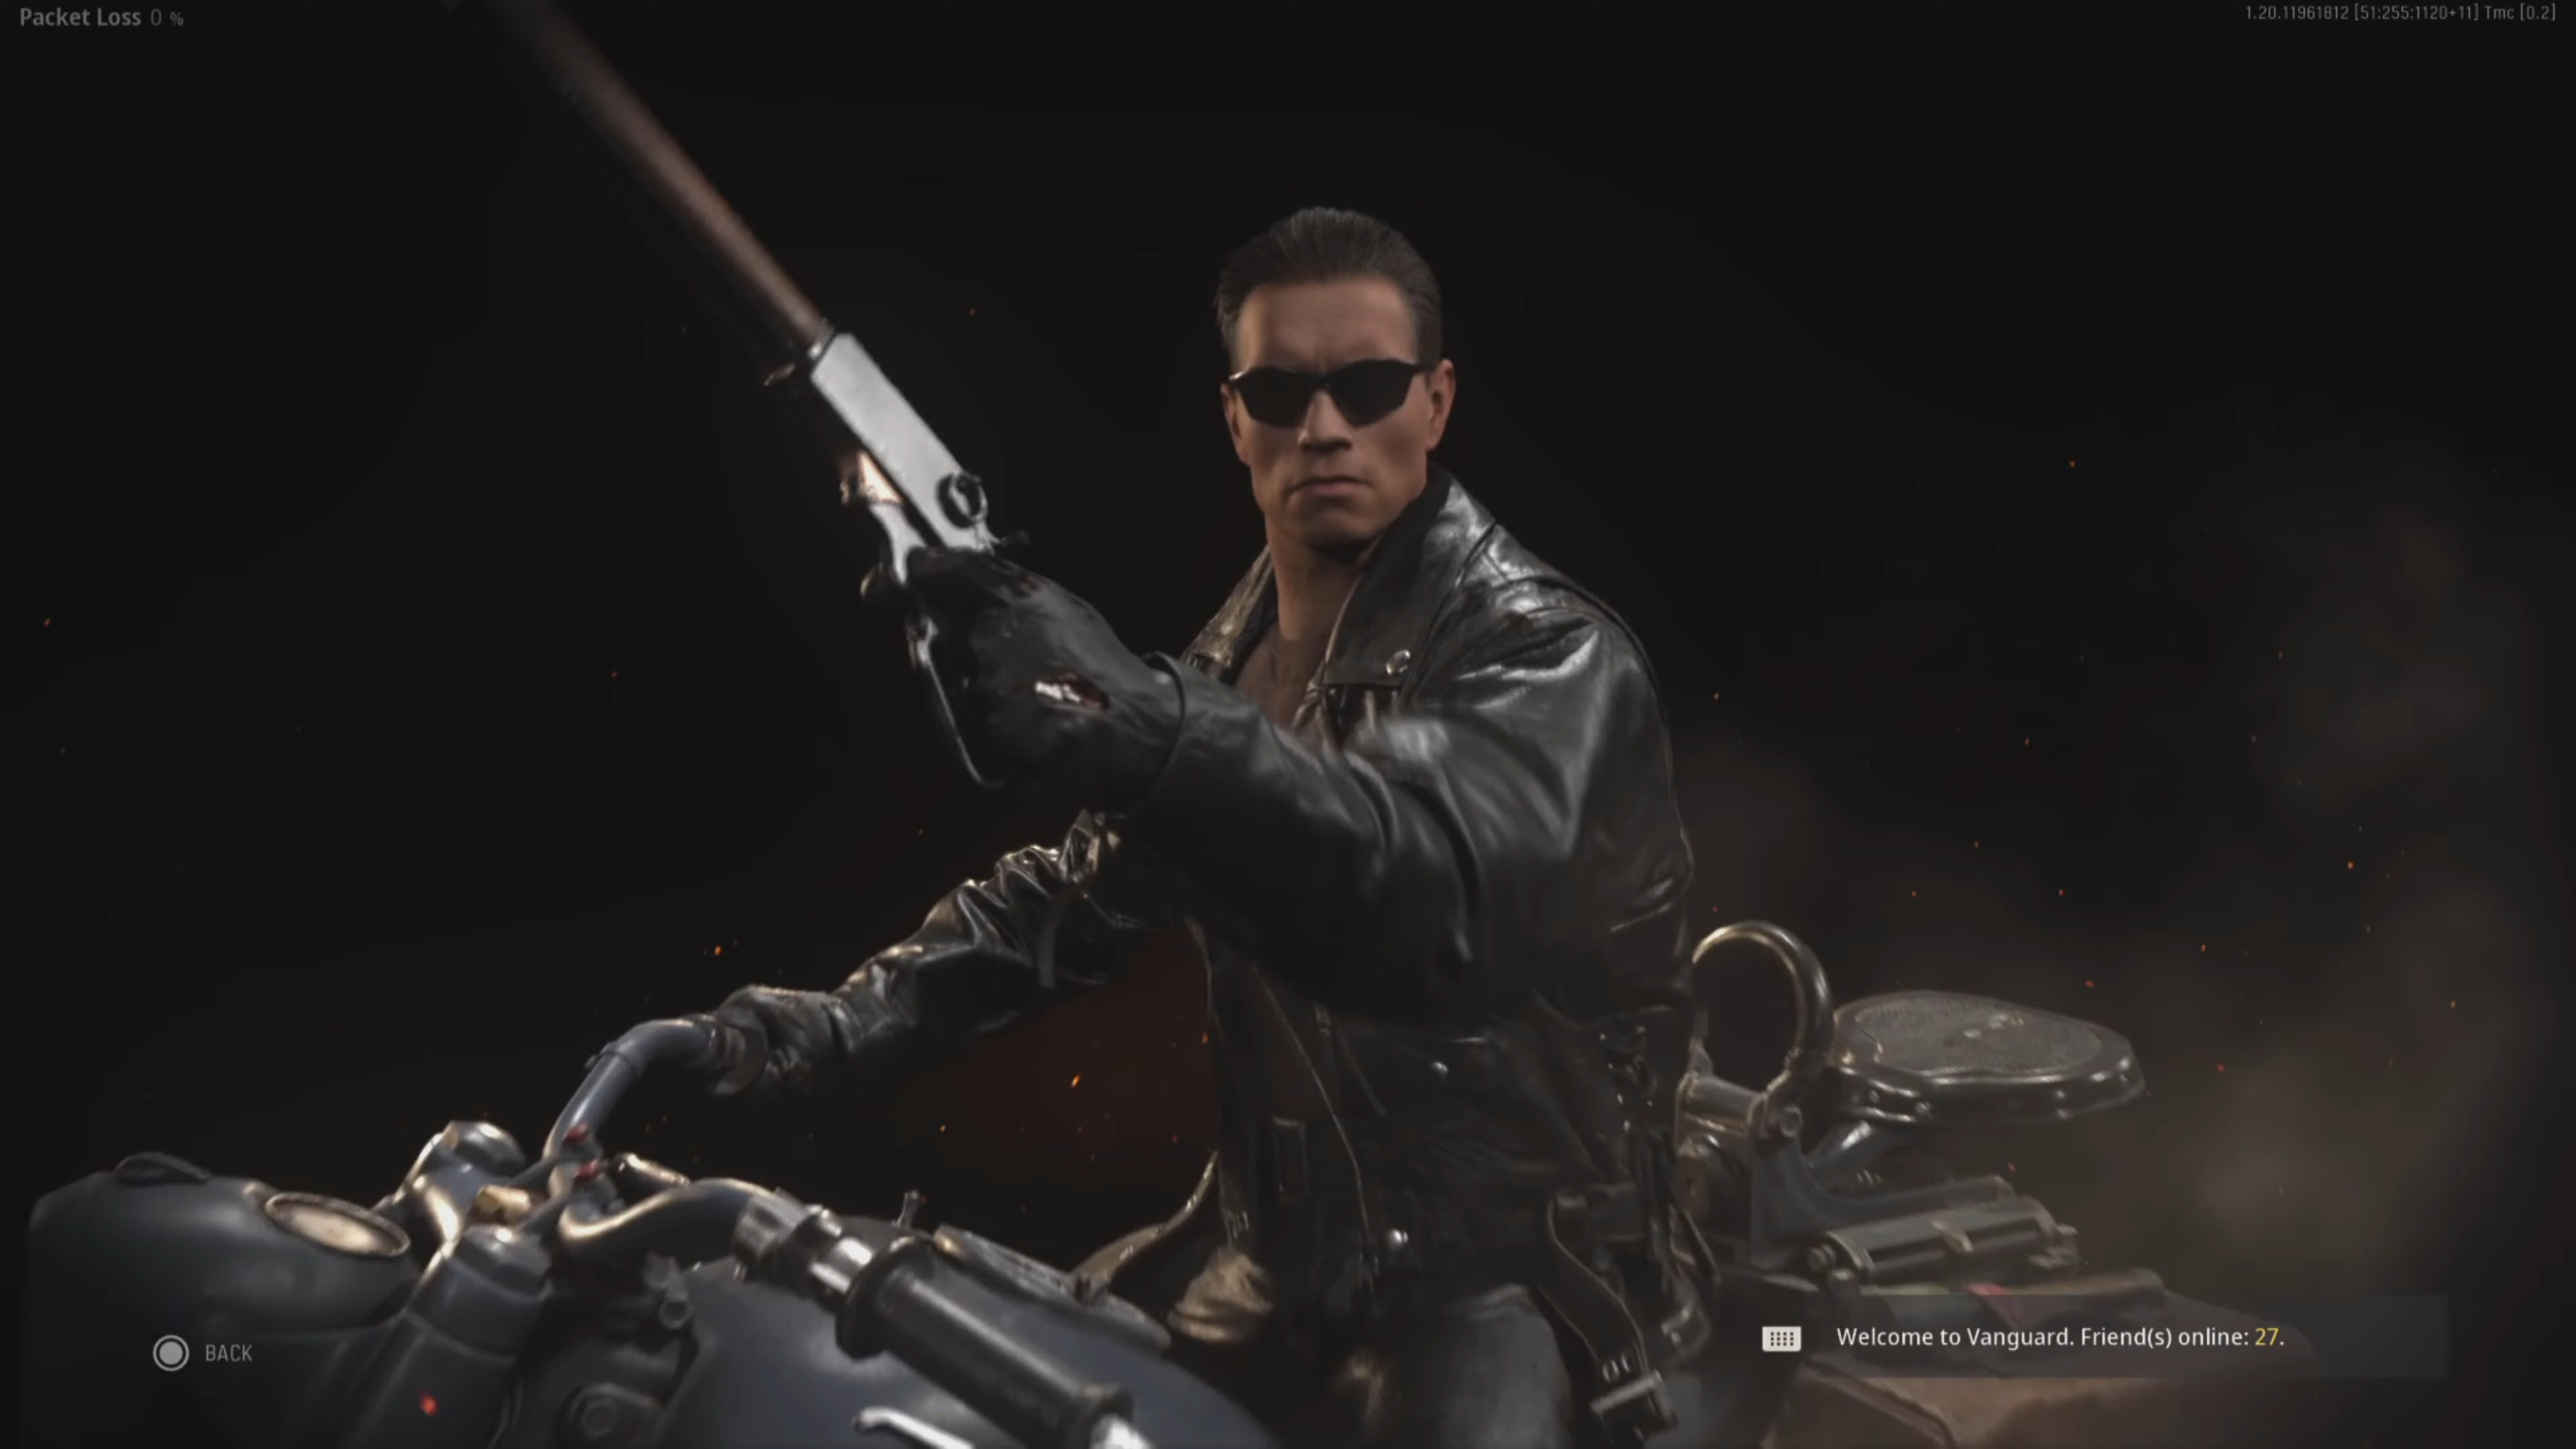 Packet Loss 0 %
1.20.11961812 [51:255:1120+11] Tmc [0.2]
Welcome to Vanguard. Friend(s) online: 27.
BACK